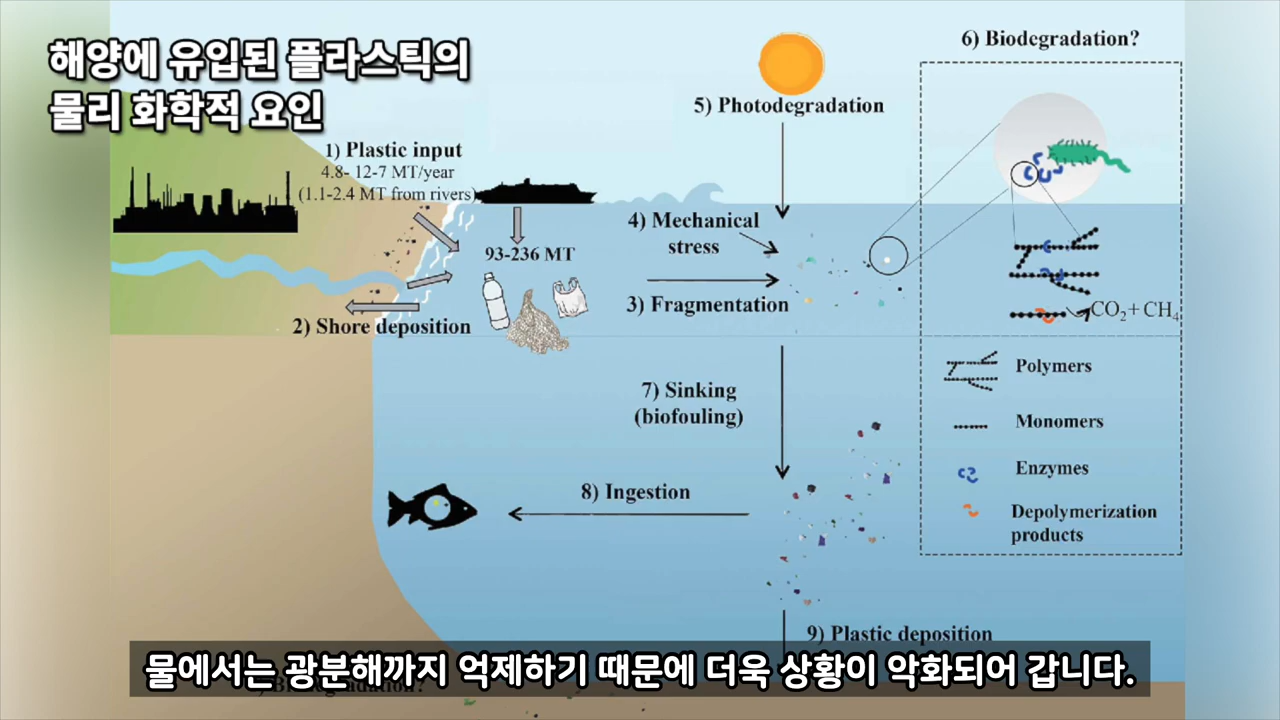 해양에 유입된 플라스틱의
물리 화학적 요인
1) Plastic input
4.8- 12-7 MT/year
(1.1-2.4 MT from rivers)
93-236 MT
2) Shore deposition
5) Photodegradation
4) Mechanical
stress
3) Fragmentation
6) Biodegradation?
CO₂+ CH₄
Polymers
Monomers
Enzymes
Depolymerization
products
7) Sinking
(biofouling)
8) Ingestion
9) Plastic deposition
물에서는 광분해까지 억제하기 때문에 더욱 상황이 악화되어 갑니다.